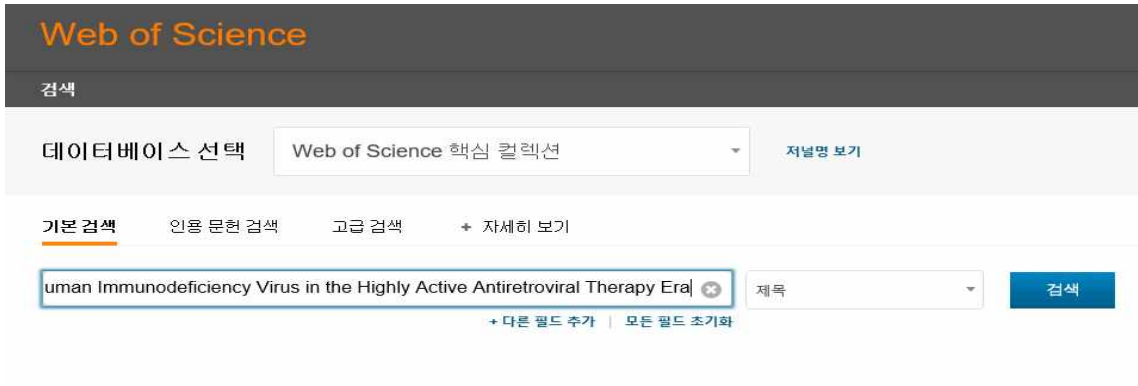 Web of Science
검색
데이터베이스 선택 Web of Science 핵심 컬렉션 저널명 보기
기본 검색 인용 문헌 검색 고급 검색 + 자세히 보기
uman Immunodeficiency Virus in the Highly Active Antiretroviral Therapy Era 제목 검색
+ 다른 필드 추가 | 모든 필드 초기화